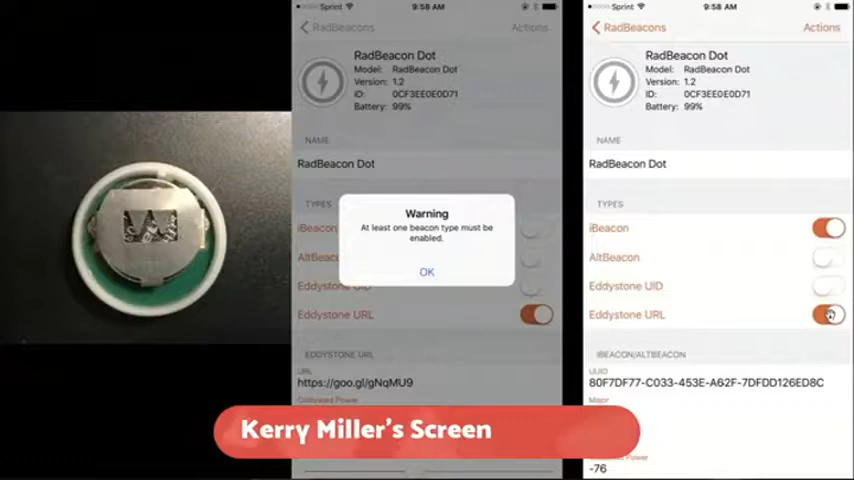 Sprint
9:58 AM
RadBeacons
Actions
RadBeacon Dot
Model: RadBeacon Dot
Version: 1.2
ID: 0CF3EE0E0D71
Battery: 99%
NAME
RadBeacon Dot
TYPES
iBeacon
AltBeacon
Eddystone UID
Eddystone URL
EDDYSTONE URL
URL
https://goo.gl/gNqMU9
Calibrated Power
Warning
At least one beacon type must be
enabled.
OK
Sprint
9:58 AM
RadBeacons
Actions
RadBeacon Dot
Model: RadBeacon Dot
Version: 1.2
ID: 0CF3EE0E0D71
Battery: 99%
NAME
RadBeacon Dot
TYPES
iBeacon
AltBeacon
Eddystone UID
Eddystone URL
IBEACON/ALTBEACON
UUID
80F7DF77-C033-453E-A62F-7DFDD126ED8C
Major
Power
-76
Kerry Miller's Screen